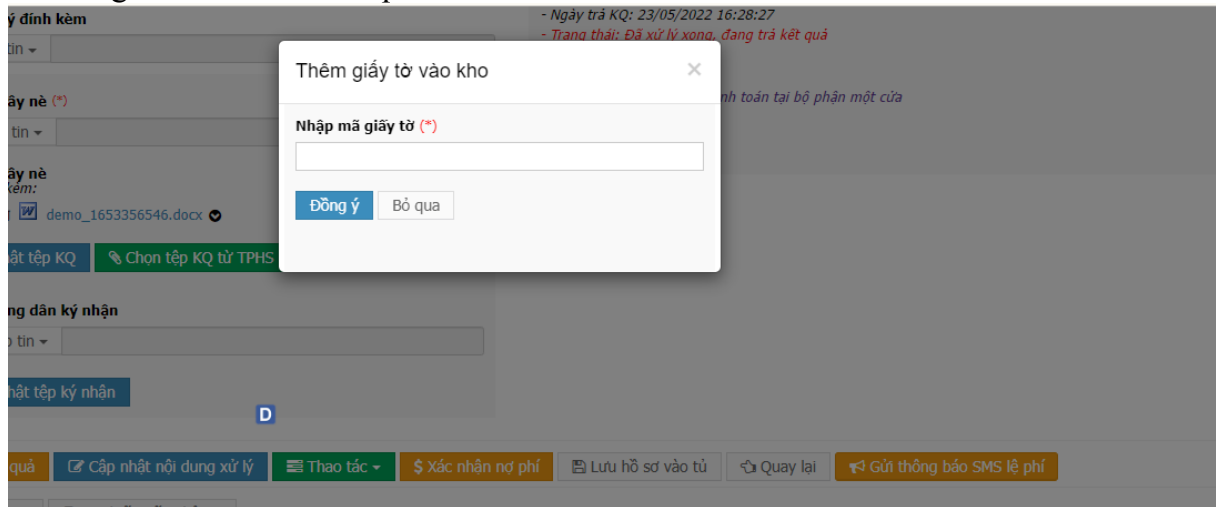 ý đính kèm
- Ngày trả KQ: 23/05/2022 16:28:27
tin
- Trạng thái: Đã xử lý xong, đang trả kết quả
Thêm giấy tờ vào kho
ây nè (*)
nh toán tại bộ phận một cửa
Nhập mã giấy tờ (*)
tin
ây nè
kèm:
demo_1653356546.docx
Đồng ý Bỏ qua
ật tệp KQ Chọn tệp KQ từ TPHS
ng dân ký nhận
tin
hật tệp ký nhận
D
quả Cập nhật nội dung xử lý Thao tác $ Xác nhận nợ phí Lưu hồ sơ vào tủ Quay lại Gửi thông báo SMS lệ phí